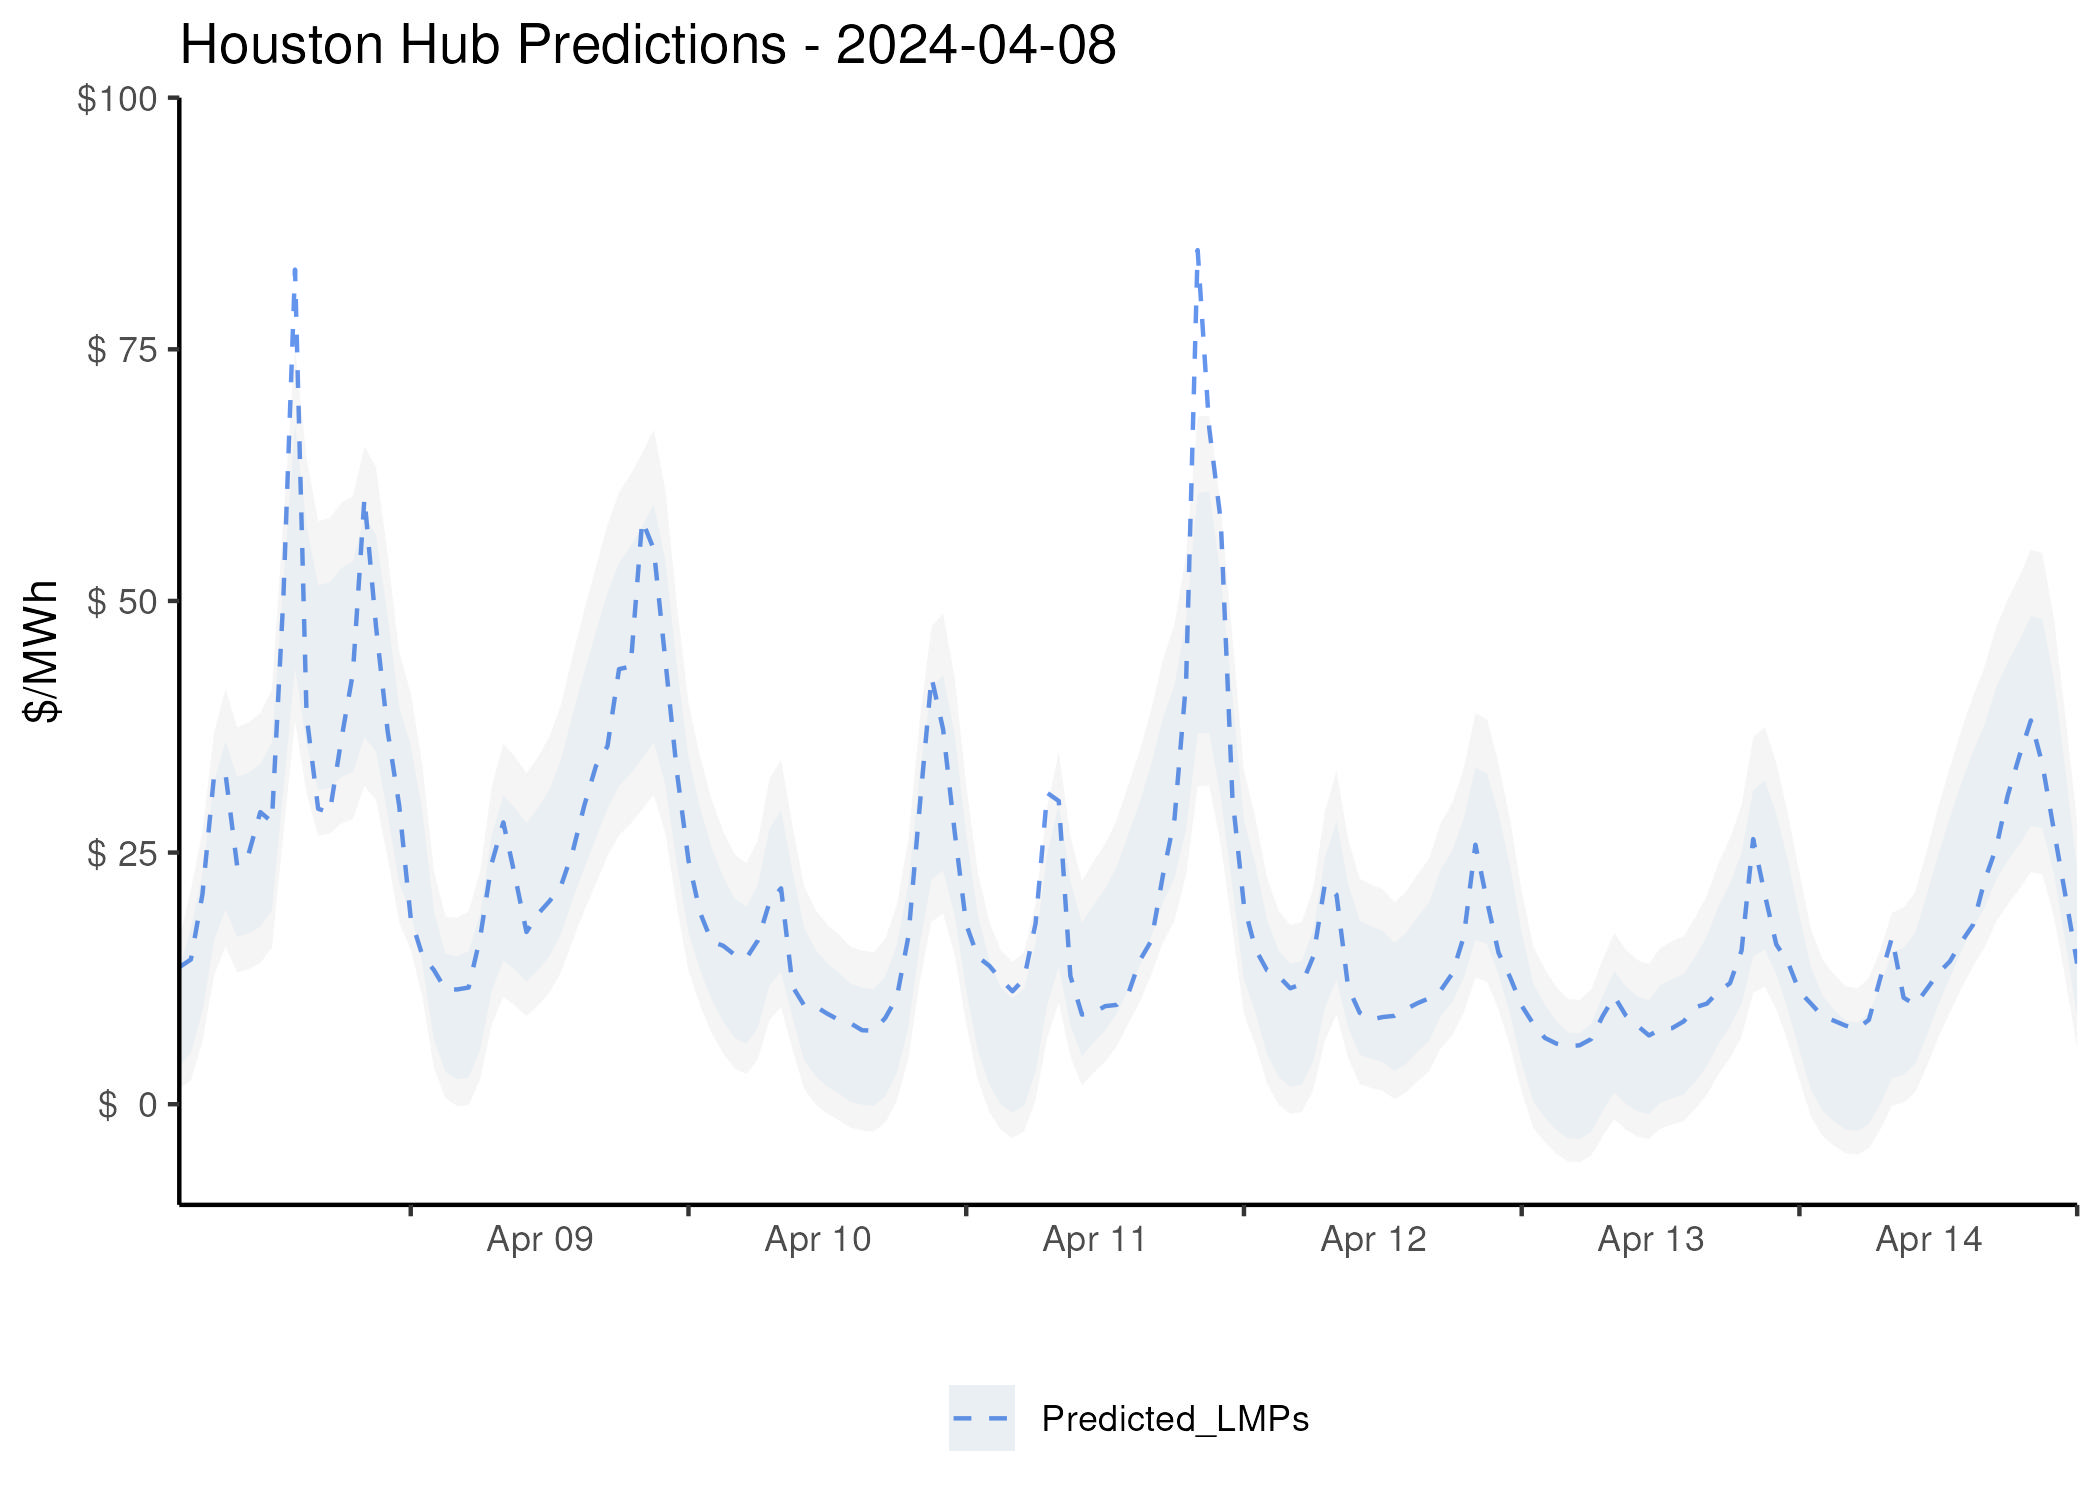 Houston Hub Predictions - 2024-04-08
$100
$ 75
$ 50
$ 25
$ 0
$/MWh
Apr 09 Apr 10 Apr 11 Apr 12 Apr 13 Apr 14
Predicted_LMPs